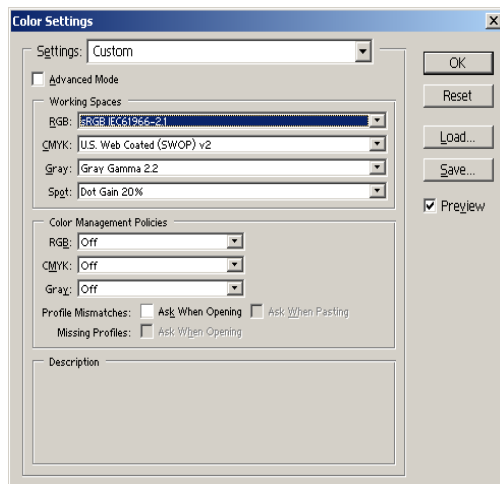 Color Settings
Settings: Custom
Advanced Mode
Working Spaces
RGB: sRGB IEC61966-2.1
CMYK: U.S. Web Coated (SWOP) v2
Gray: Gray Gamma 2.2
Spot: Dot Gain 20%
Color Management Policies
RGB: Off
CMYK: Off
Gray: Off
Profile Mismatches: Ask When Opening Ask When Pasting
Missing Profiles: Ask When Opening
Description
OK
Reset
Load...
Save...
Preview